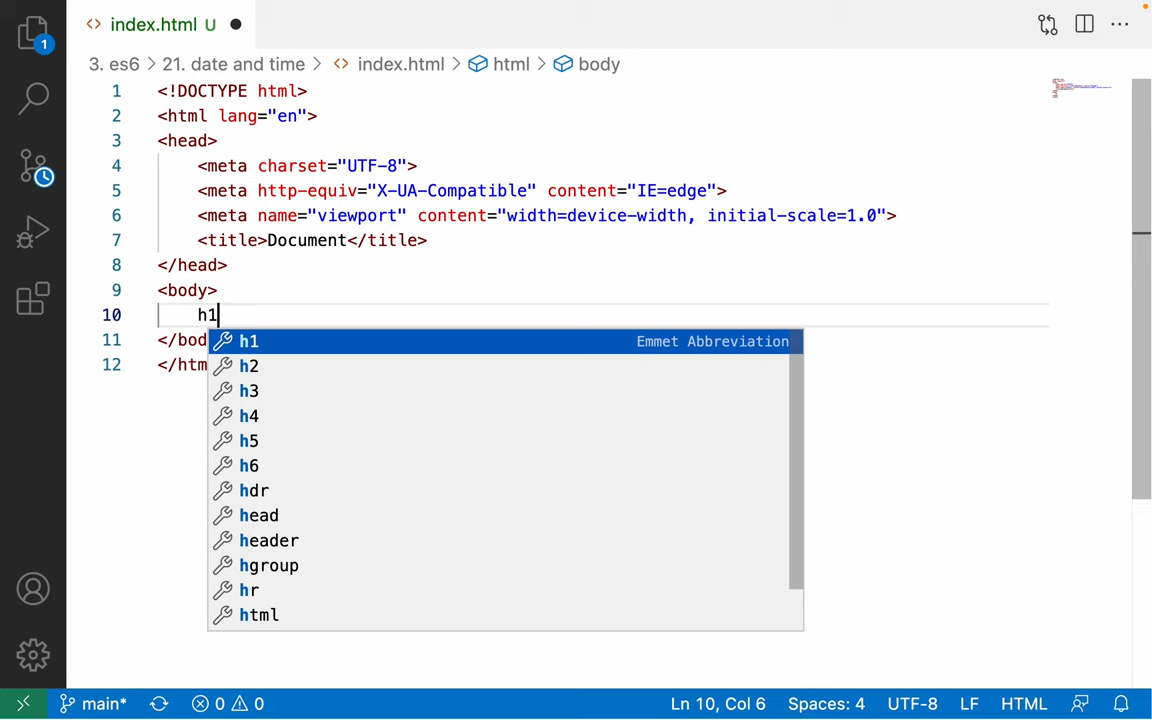 index.html U
1
3. es6 > 21. date and time > index.html > html > body
1 <!DOCTYPE html>
2 <html lang="en">
3 <head>
4 <meta charset="UTF-8">
5 <meta http-equiv="X-UA-Compatible" content="IE=edge">
6 <meta name="viewport" content="width=device-width, initial-scale=1.0">
7 <title>Document</title>
8 </head>
9 <body>
10 h1
11 </bod
12 </htm
h1 Emmet Abbreviation
h2
h3
h4
h5
h6
hdr
head
header
hgroup
hr
html
main* 0 0 Ln 10, Col 6 Spaces: 4 UTF-8 LF HTML